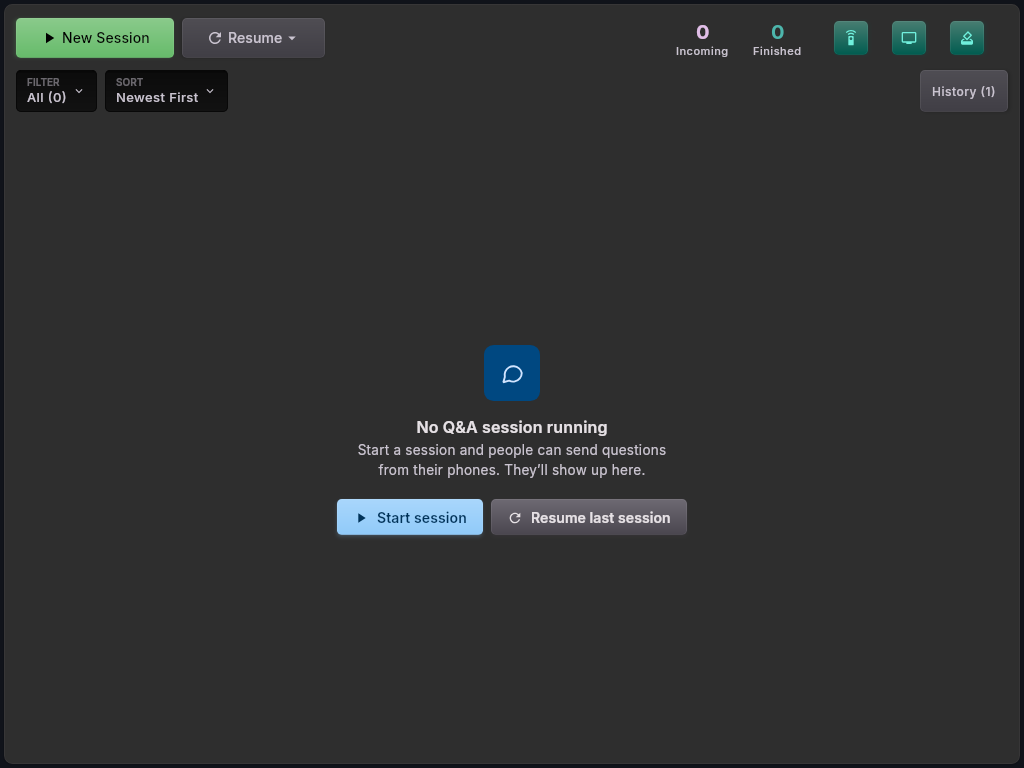 New Session
Resume
0
Incoming
0
Finished
FILTER
All (0)
SORT
Newest First
History (1)
No Q&A session running
Start a session and people can send questions
from their phones. They’ll show up here.
Start session
Resume last session